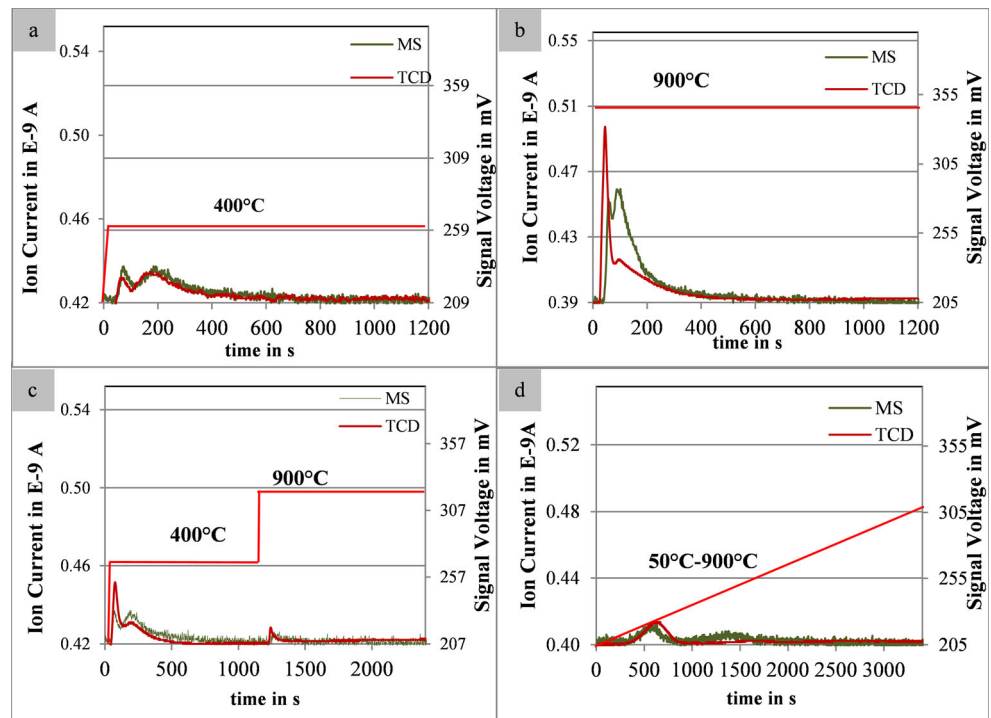 a
MS
TCD
400°C
Ion Current in E-9 A
0.54
0.50
0.46
0.42
359
309
259
209
Signal Voltage in mV
0 200 400 600 800 1000 1200
time in s
b
MS
TCD
900°C
Ion Current in E-9 A
0.55
0.51
0.47
0.43
0.39
355
305
255
205
Signal Voltage in mV
0 200 400 600 800 1000 1200
time in s
c
MS
TCD
400°C
900°C
Ion Current in E-9 A
0.54
0.50
0.46
0.42
357
307
257
207
Signal Voltage in mV
0 500 1000 1500 2000
time in s
d
MS
TCD
50°C-900°C
Ion Current in E-9A
0.52
0.48
0.44
0.40
355
305
255
205
Signal Voltage in mV
0 500 1000 1500 2000 2500 3000
time in s